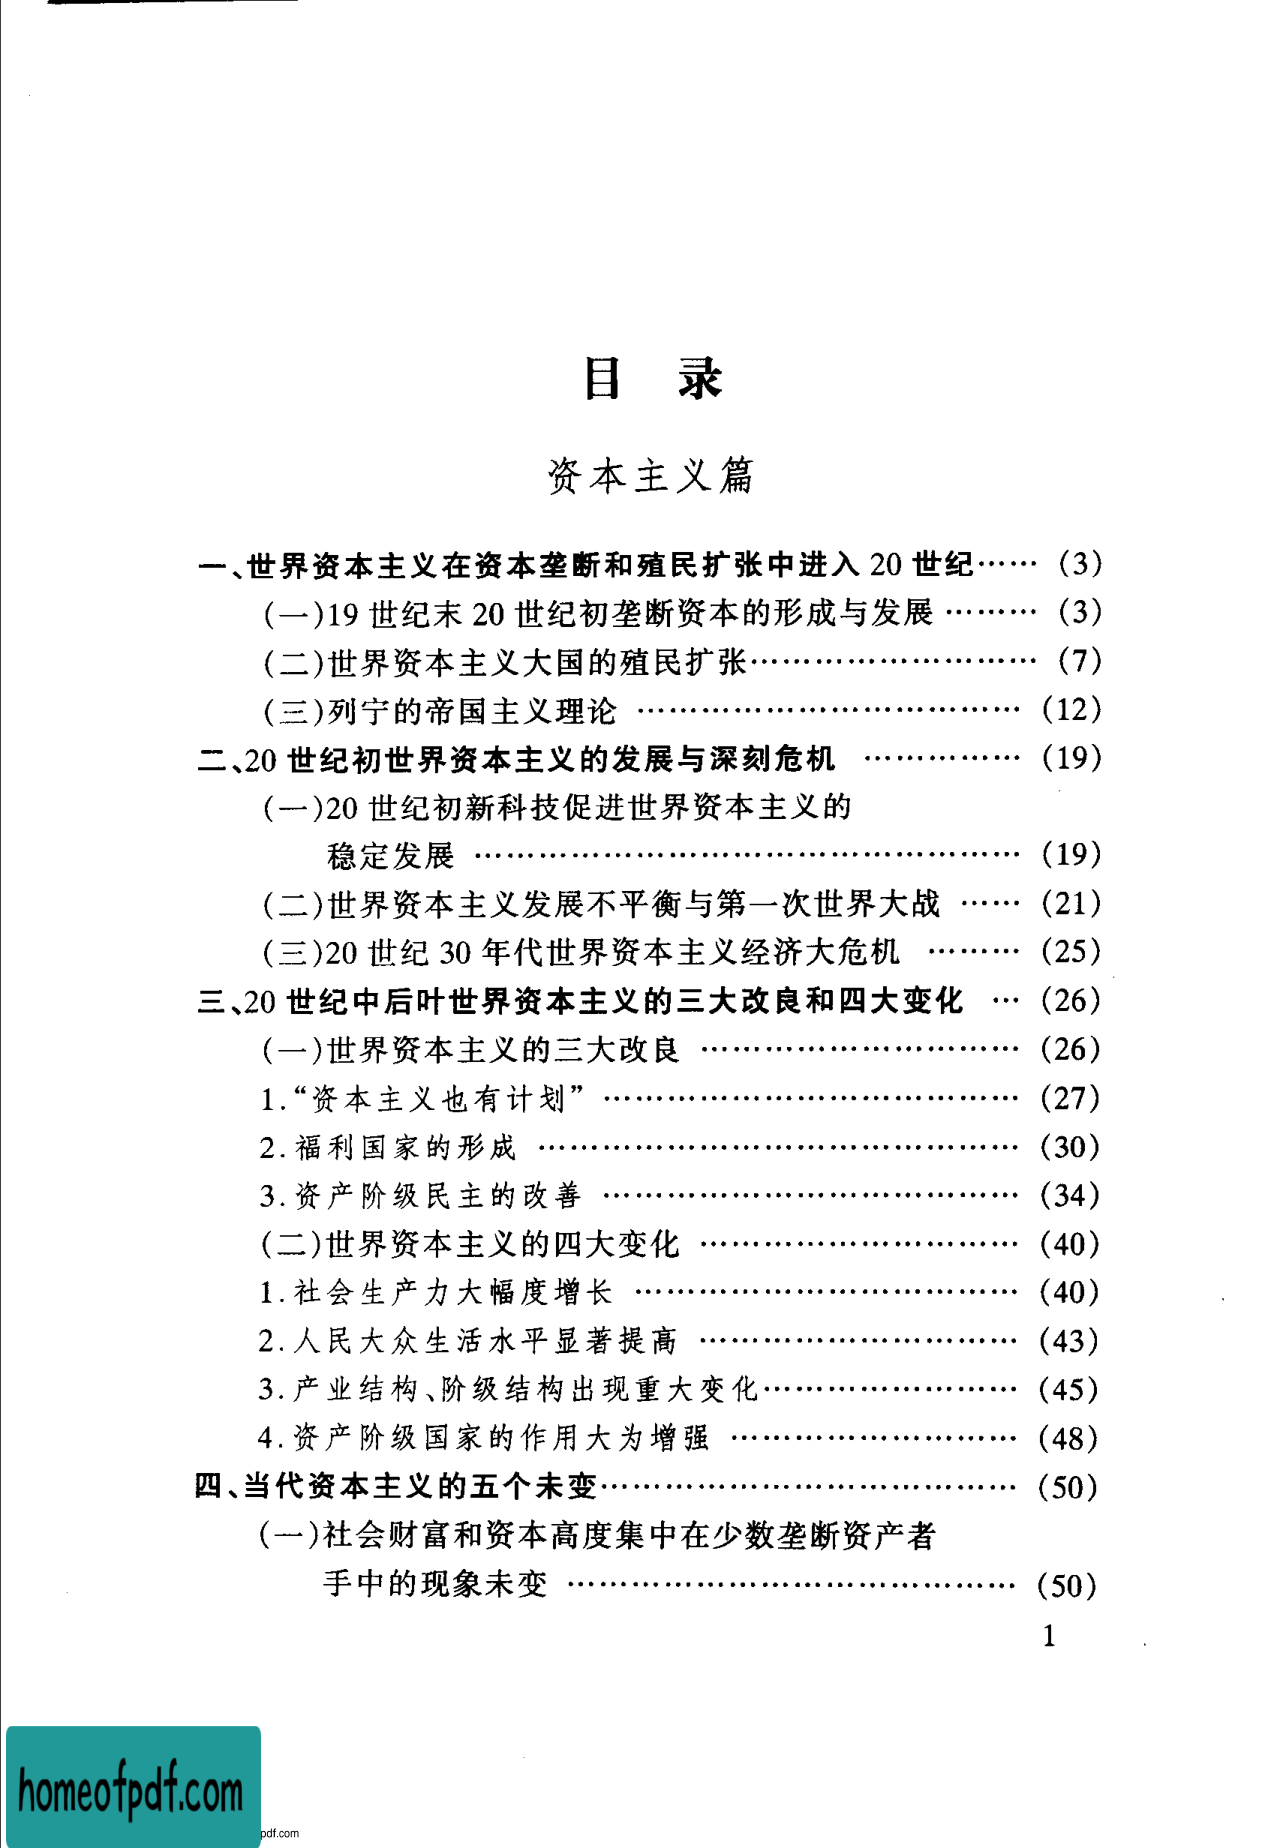 目 录
资本主义篇
一、世界资本主义在资本垄断和殖民扩张中进入 20 世纪…… (3)
(一)19 世纪末 20 世纪初垄断资本的形成与发展 ……… (3)
(二)世界资本主义大国的殖民扩张……………………… (7)
(三)列宁的帝国主义理论 ……………………………… (12)
二、20 世纪初世界资本主义的发展与深刻危机 …………… (19)
(一)20 世纪初新科技促进世界资本主义的
稳定发展 …………………………………………… (19)
(二)世界资本主义发展不平衡与第一次世界大战 …… (21)
(三)20 世纪 30 年代世界资本主义经济大危机 ……… (25)
三、20 世纪中后叶世界资本主义的三大改良和四大变化 … (26)
(一)世界资本主义的三大改良 ………………………… (26)
1.“资本主义也有计划” ………………………………… (27)
2.福利国家的形成 ……………………………………… (30)
3.资产阶级民主的改善 ………………………………… (34)
(二)世界资本主义的四大变化 ………………………… (40)
1.社会生产力大幅度增长 ……………………………… (40)
2.人民大众生活水平显著提高 ………………………… (43)
3.产业结构、阶级结构出现重大变化…………………… (45)
4.资产阶级国家的作用大为增强 ……………………… (48)
四、当代资本主义的五个未变………………………………… (50)
(一)社会财富和资本高度集中在少数垄断资产者
手中的现象未变 …………………………………… (50)
1
homeofpdf.com
pdf.com